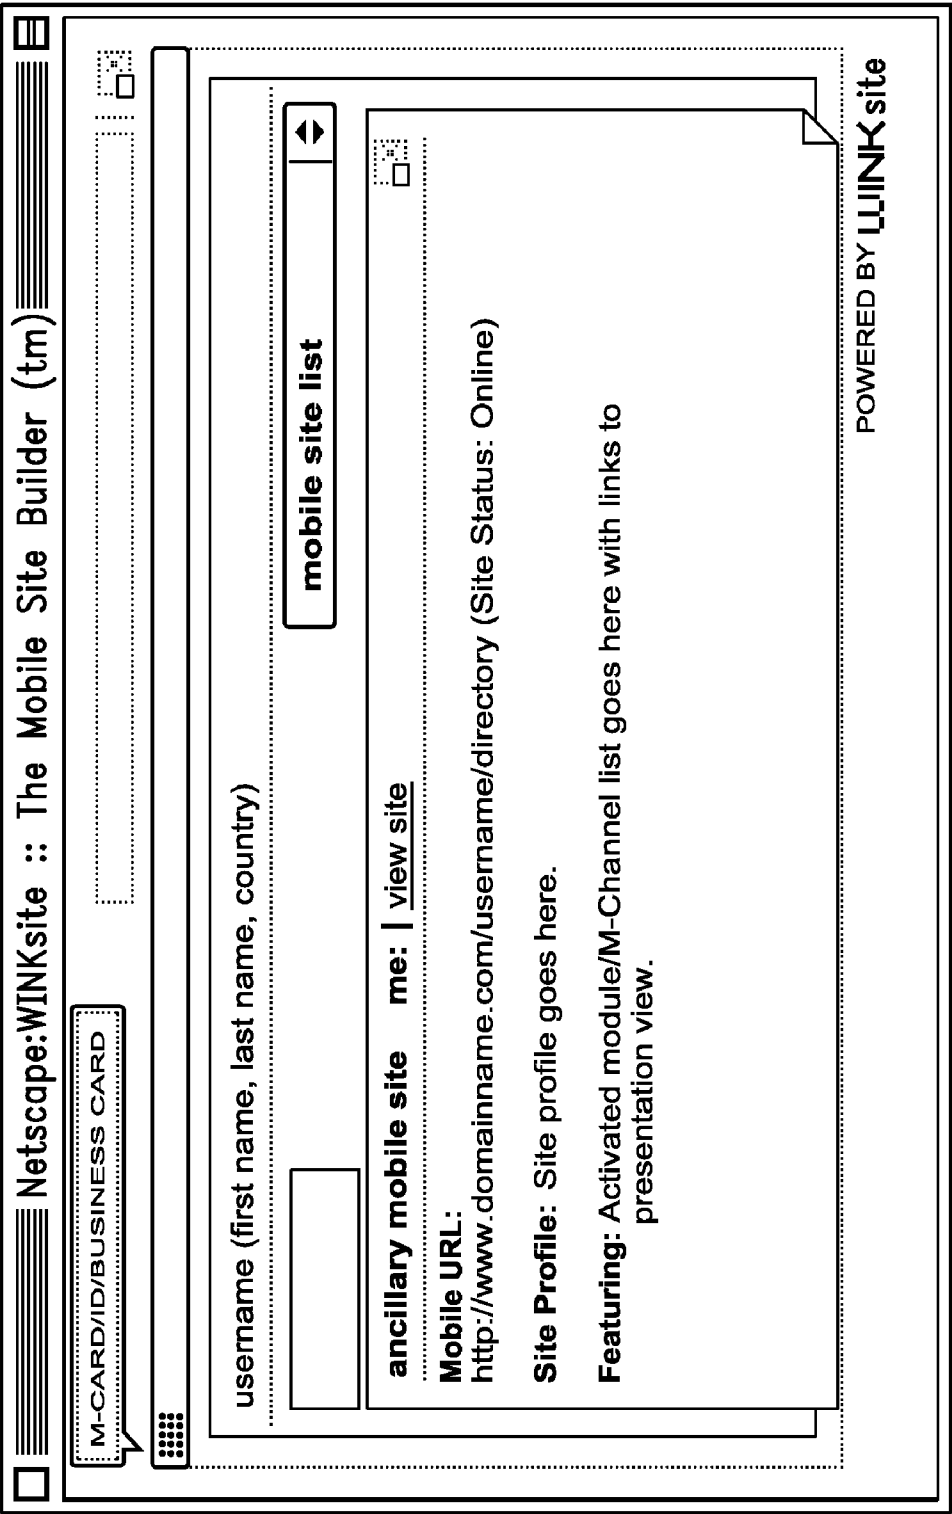 Netscape:WINKsite :: The Mobile Site Builder (tm)
M-CARD/ID/BUSINESS CARD
username (first name, last name, country)
mobile site list
ancillary mobile site me: | view site
Mobile URL:
http://www.domainname.com/username/directory (Site Status: Online)
Site Profile: Site profile goes here.
Featuring: Activated module/M-Channel list goes here with links to
presentation view.
POWERED BY WINKsite